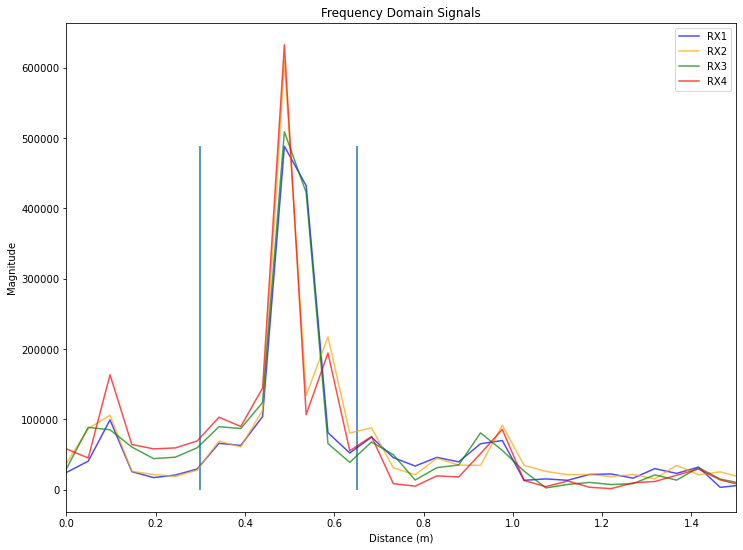 Frequency Domain Signals
RX1
RX2
RX3
RX4
600000
500000
400000
300000
200000
100000
0
Magnitude
0.0 0.2 0.4 0.6 0.8 1.0 1.2 1.4
Distance (m)